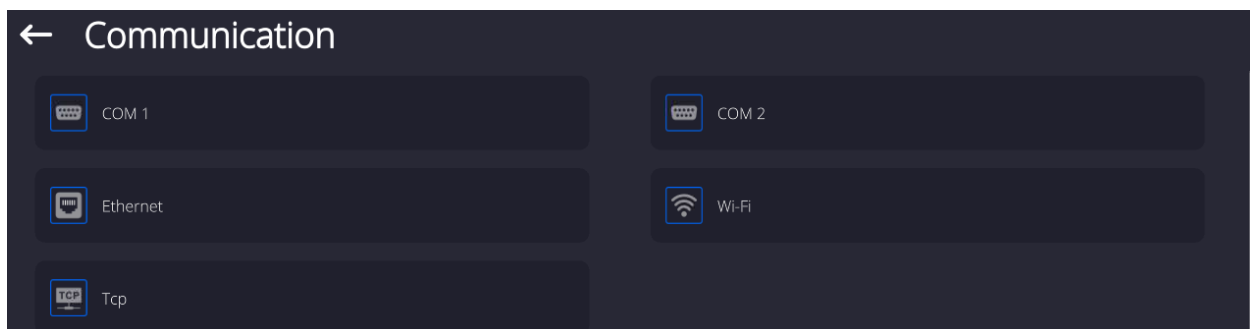 Communication
COM 1
COM 2
Ethernet
Wi-Fi
TCP
Tcp